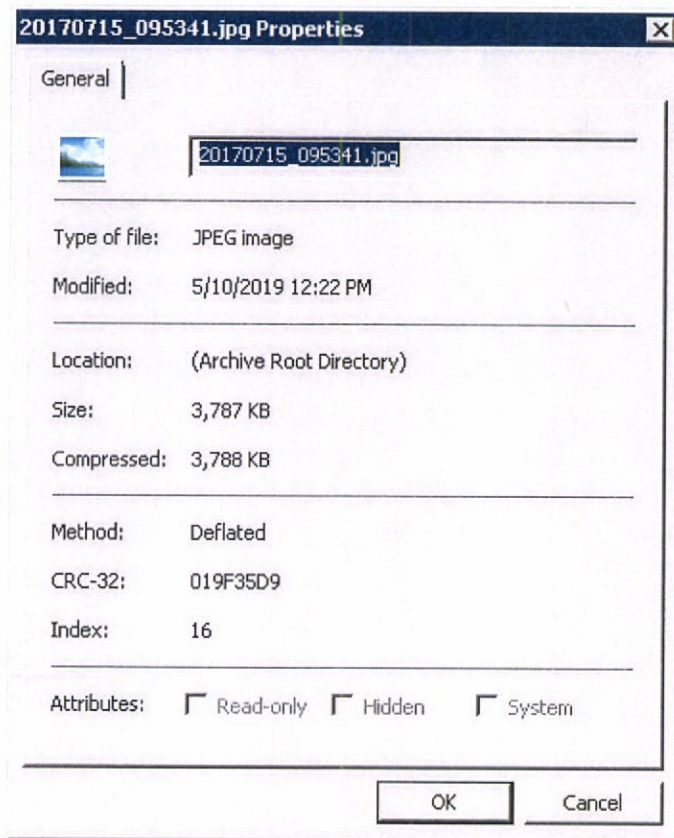 20170715_095341.jpg Properties
General
20170715_095341.jpg
Type of file: JPEG image
Modified: 5/10/2019 12:22 PM
Location: (Archive Root Directory)
Size: 3,787 KB
Compressed: 3,788 KB
Method: Deflated
CRC-32: 019F35D9
Index: 16
Attributes: Read-only Hidden System
OK Cancel